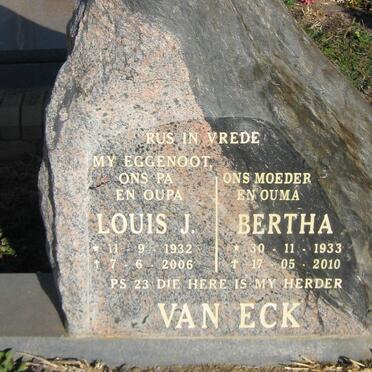 RUS IN VREDE
MY EGGENOOT,
ONS PA
EN OUPA
LOUIS J.
* 11 - 9 - 1932
† 7 - 6 - 2006
ONS MOEDER
EN OUMA
BERTHA
* 30 - 11 - 1933
† 17 - 05 - 2010
PS 23 DIE HERE IS MY HERDER
VAN ECK